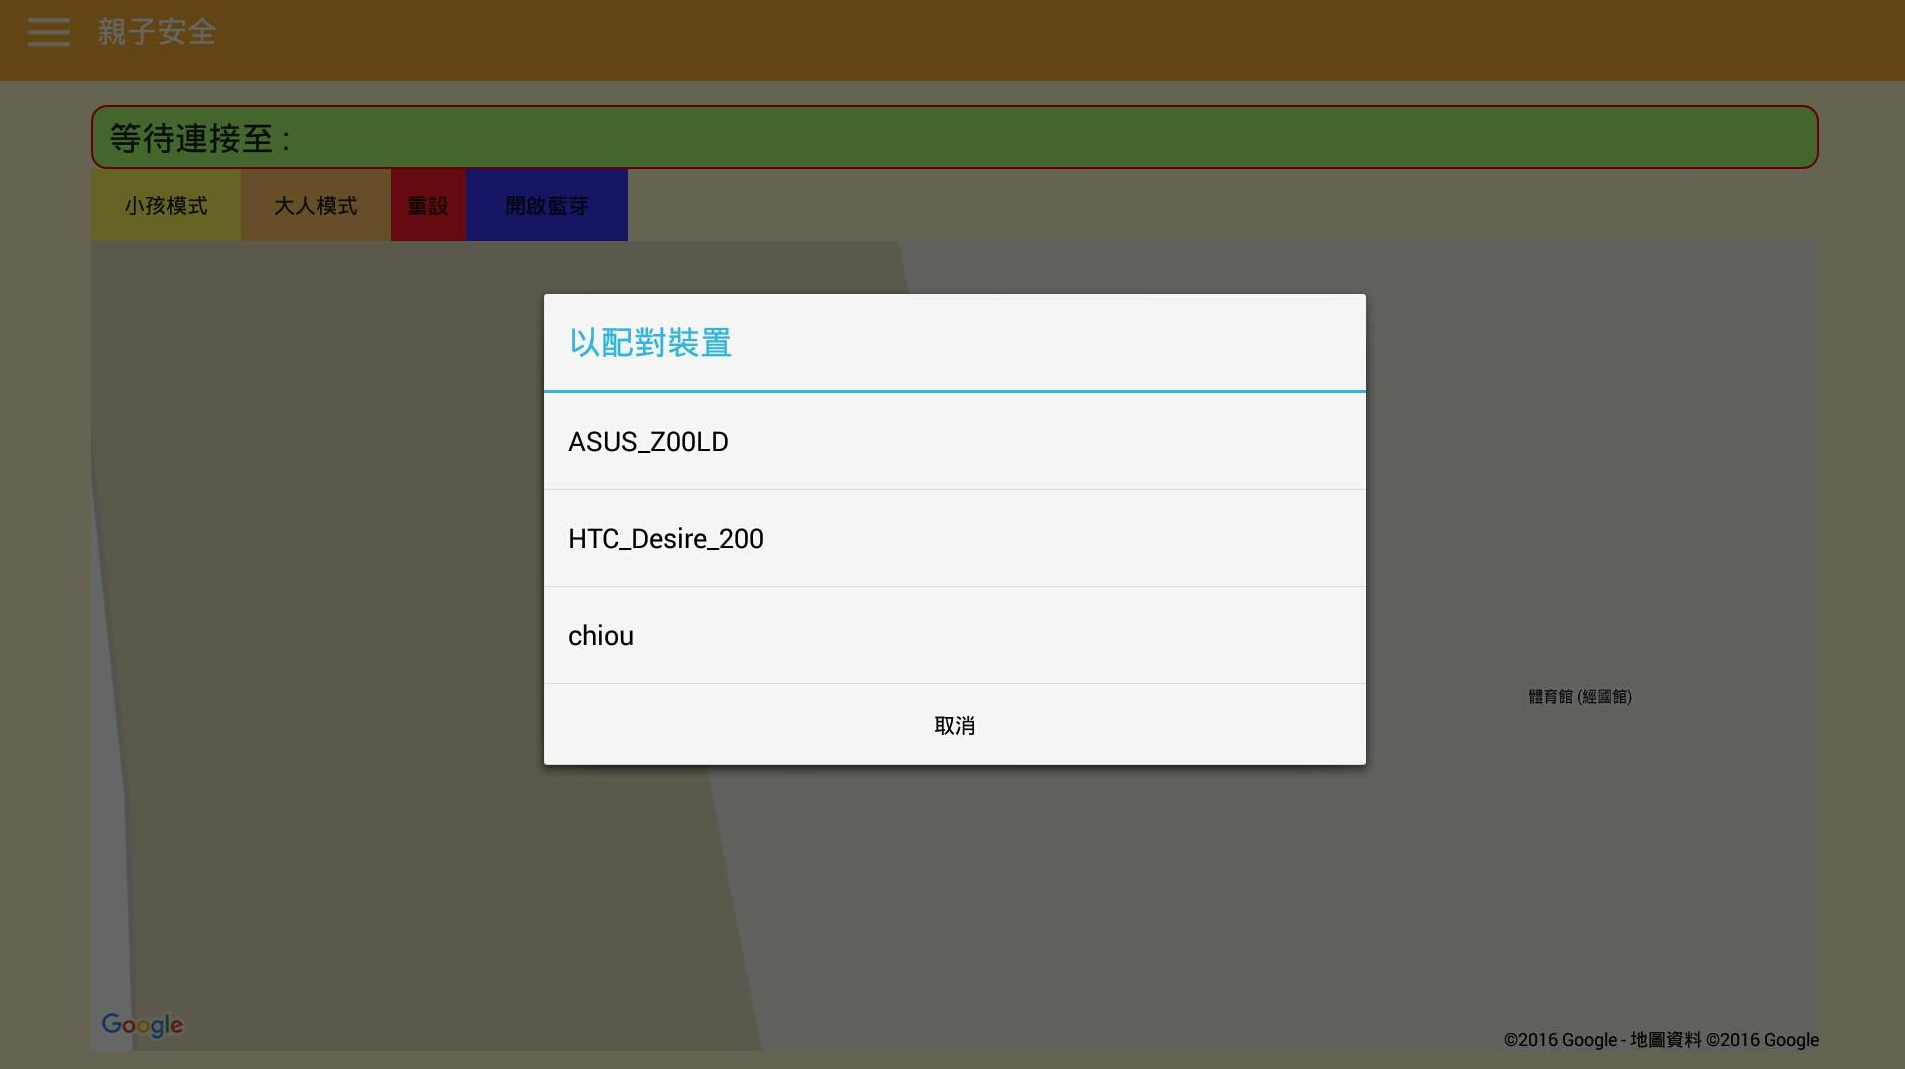 親子安全
等待連接至 :
小孩模式
大人模式
重設
開啟藍芽
以配對裝置
ASUS_Z00LD
HTC_Desire_200
chiou
取消
體育館 (經國館)
Google
©2016 Google - 地圖資料 ©2016 Google